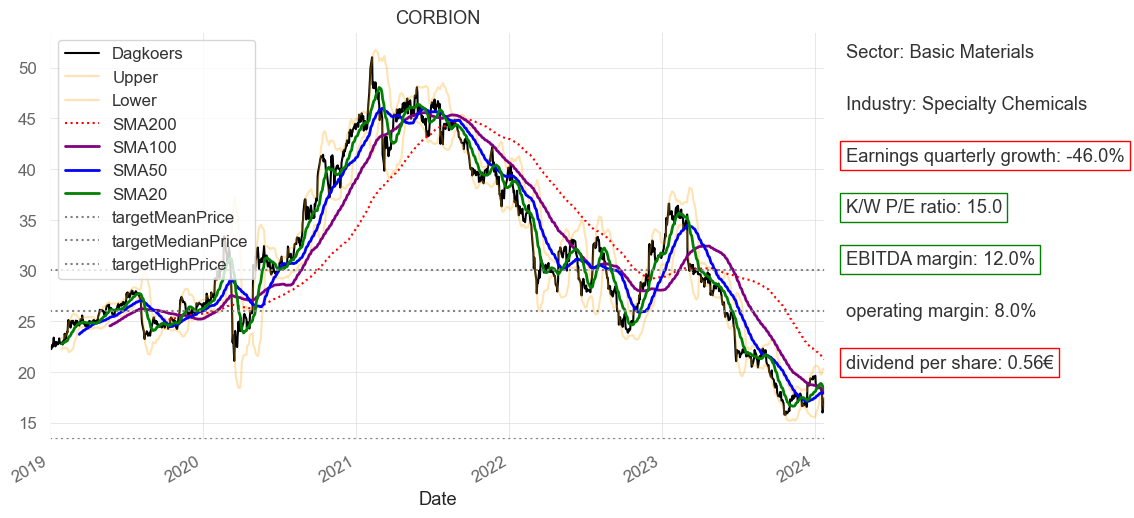 CORBION
Dagkoers
Upper
Lower
SMA200
SMA100
SMA50
SMA20
targetMeanPrice
targetMedianPrice
targetHighPrice
50
45
40
35
30
25
20
15
2019
2020
2021
2022
2023
2024
Date
Sector: Basic Materials
Industry: Specialty Chemicals
Earnings quarterly growth: -46.0%
K/W P/E ratio: 15.0
EBITDA margin: 12.0%
operating margin: 8.0%
dividend per share: 0.56€